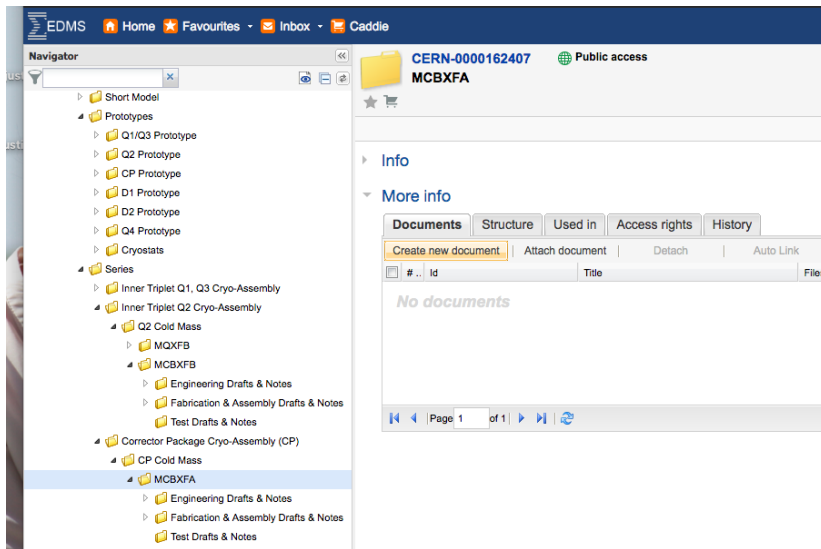 EDMS Home Favourites Inbox Caddie
Navigator
Short Model
Prototypes
Q1/Q3 Prototype
Q2 Prototype
CP Prototype
D1 Prototype
D2 Prototype
Q4 Prototype
Cryostats
Series
Inner Triplet Q1, Q3 Cryo-Assembly
Inner Triplet Q2 Cryo-Assembly
Q2 Cold Mass
MQXFB
MCBXFB
Engineering Drafts & Notes
Fabrication & Assembly Drafts & Notes
Test Drafts & Notes
Corrector Package Cryo-Assembly (CP)
CP Cold Mass
MCBXFA
Engineering Drafts & Notes
Fabrication & Assembly Drafts & Notes
Test Drafts & Notes
CERN-0000162407 Public access
MCBXFA
Info
More info
Documents Structure Used in Access rights History
Create new document Attach document Detach Auto Link
# .. Id Title
No documents
Page 1 of 1